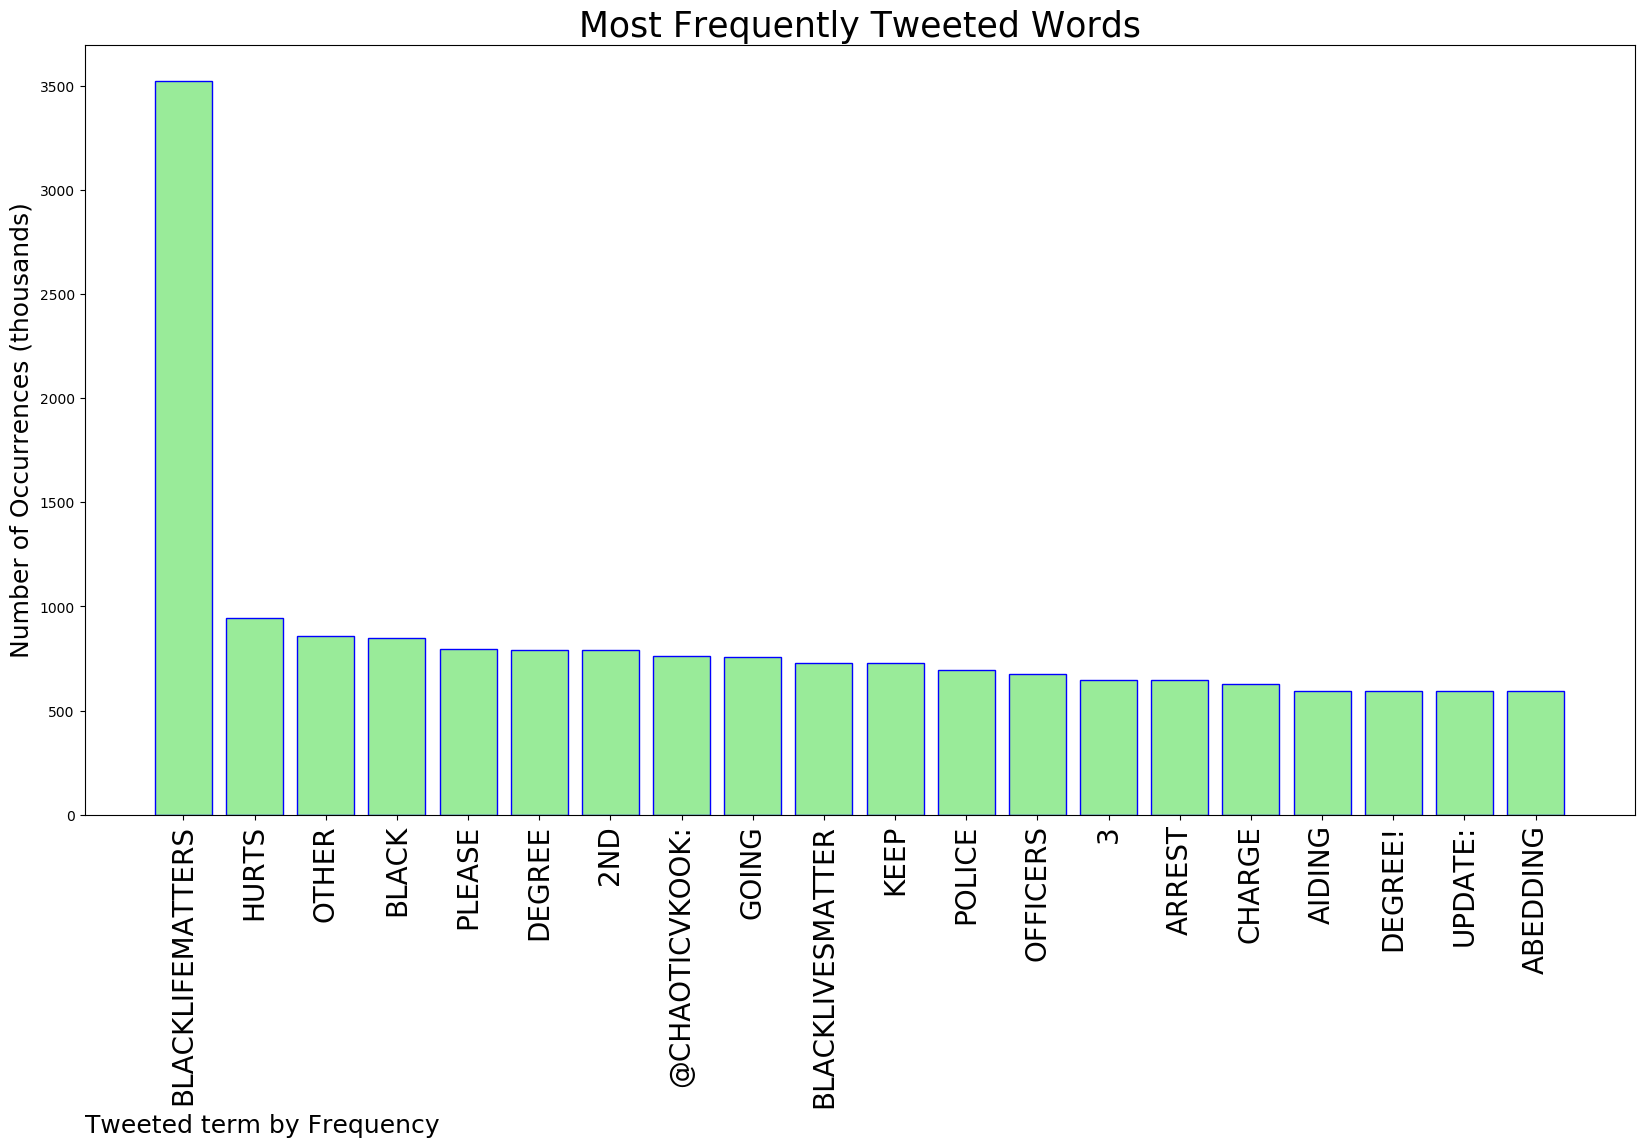 Most Frequently Tweeted Words
Number of Occurrences (thousands)
3500
3000
2500
2000
1500
1000
500
0
BLACKLIFEMATTERS
HURTS
OTHER
BLACK
PLEASE
DEGREE
2ND
@CHAOTICVKOOK:
GOING
BLACKLIVESMATTER
KEEP
POLICE
OFFICERS
3
ARREST
CHARGE
AIDING
DEGREE!
UPDATE:
ABEDDING
Tweeted term by Frequency